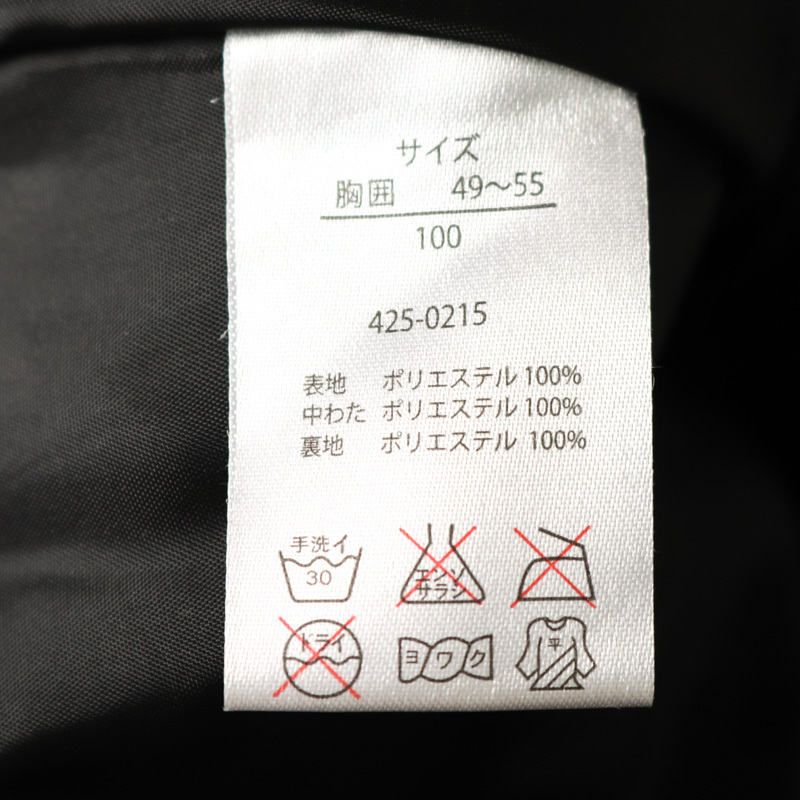 サイズ
胸囲 49～55
100
425-0215
表地 ポリエステル 100%
中わた ポリエステル 100%
裏地 ポリエステル 100%
手洗イ
30
エンソ
サラシ
ドライ
ヨワク
平